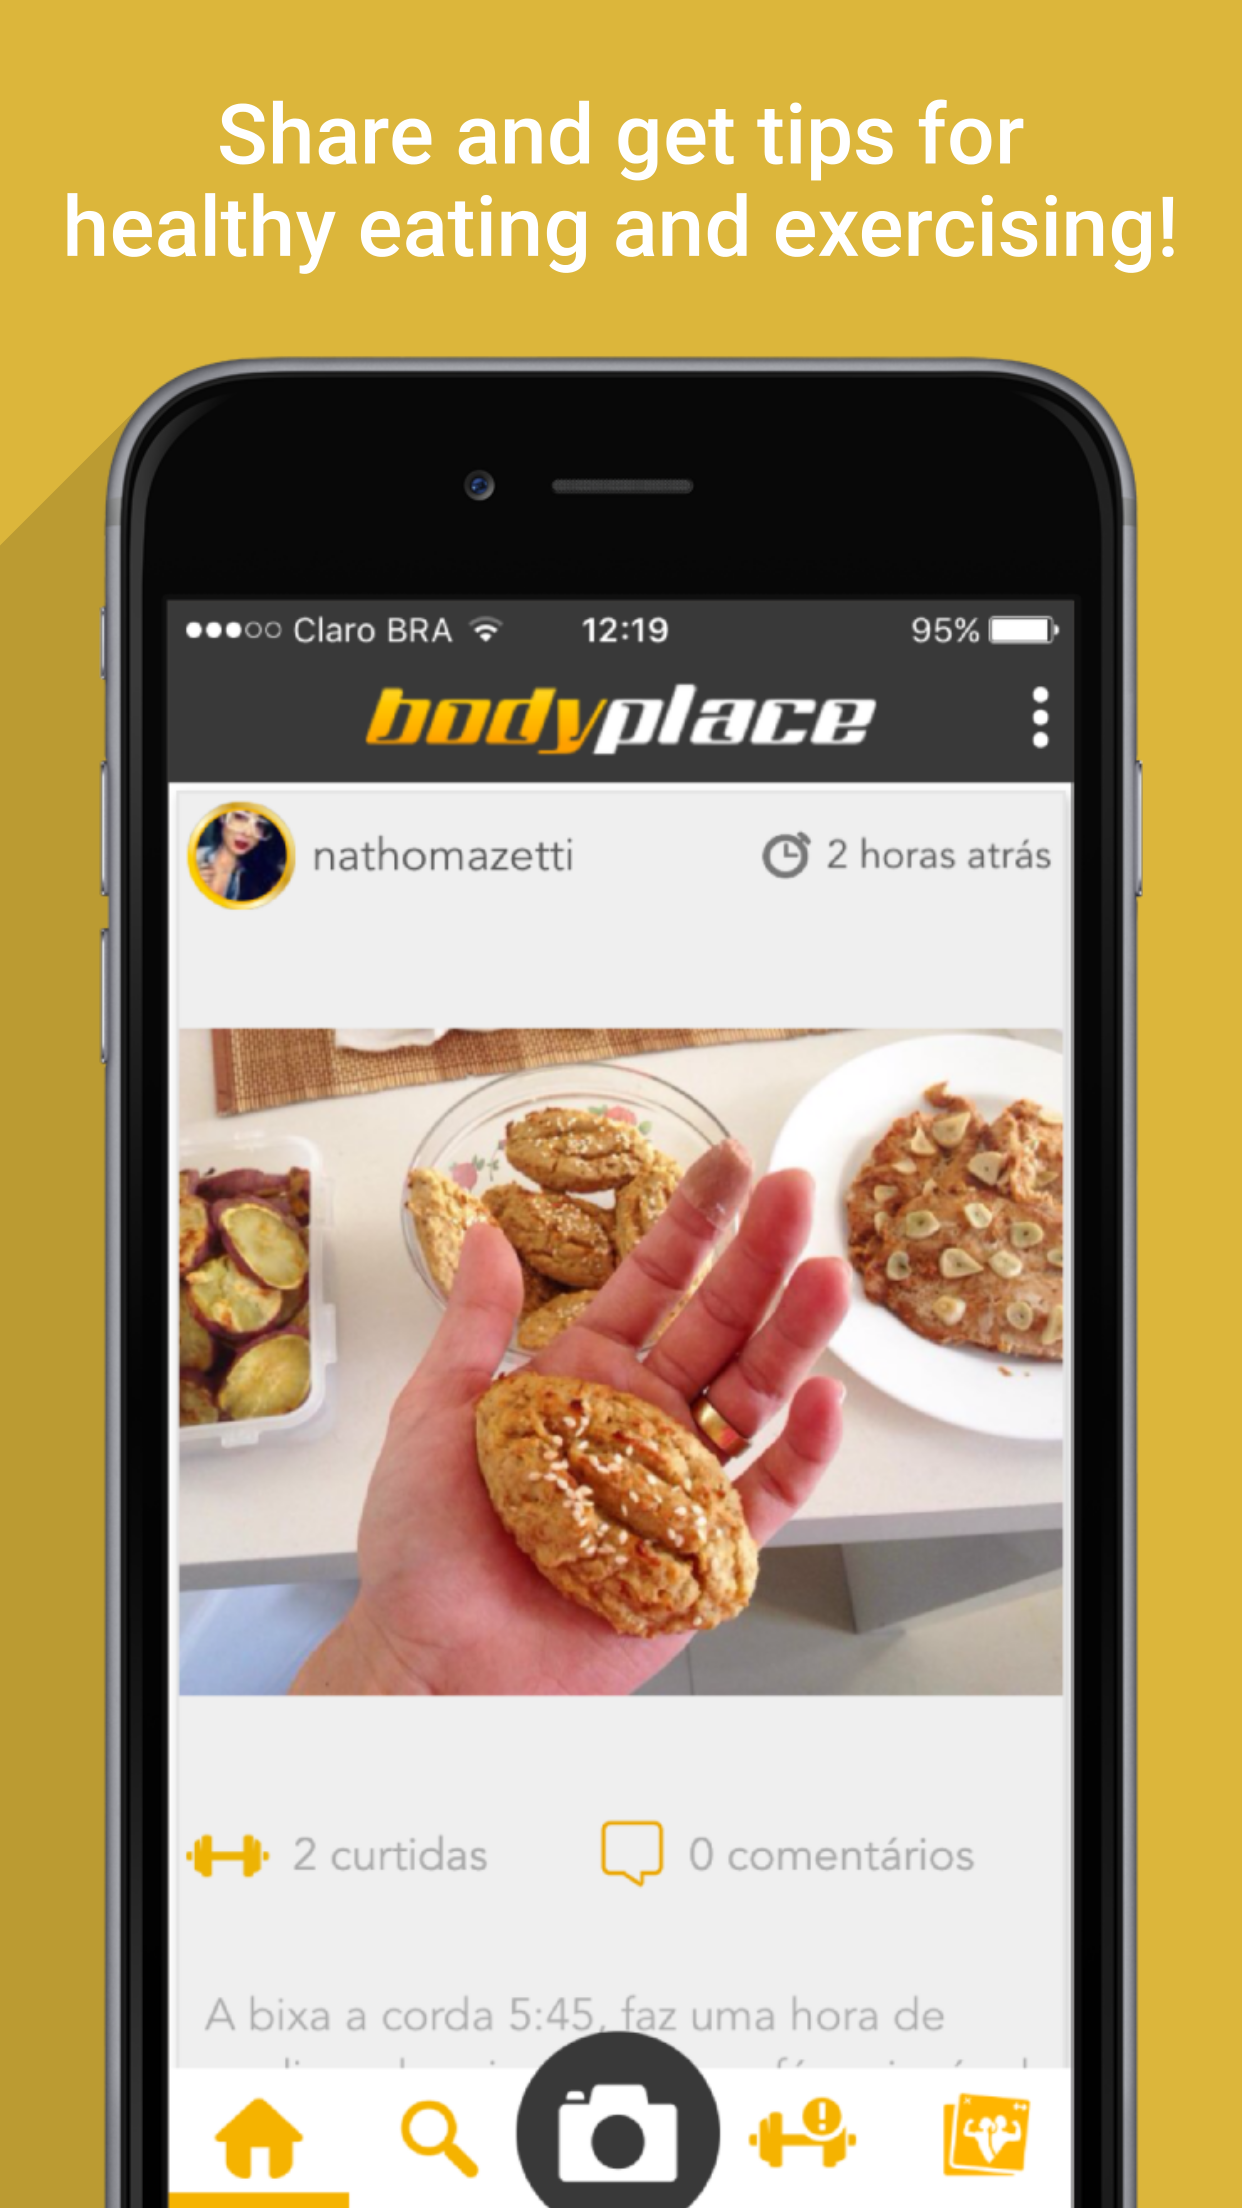 Share and get tips for
healthy eating and exercising!
Claro BRA 12:19 95%
bodyplace
nathomazetti 2 horas atrás
2 curtidas 0 comentários
A bixa a corda 5:45, faz uma hora de